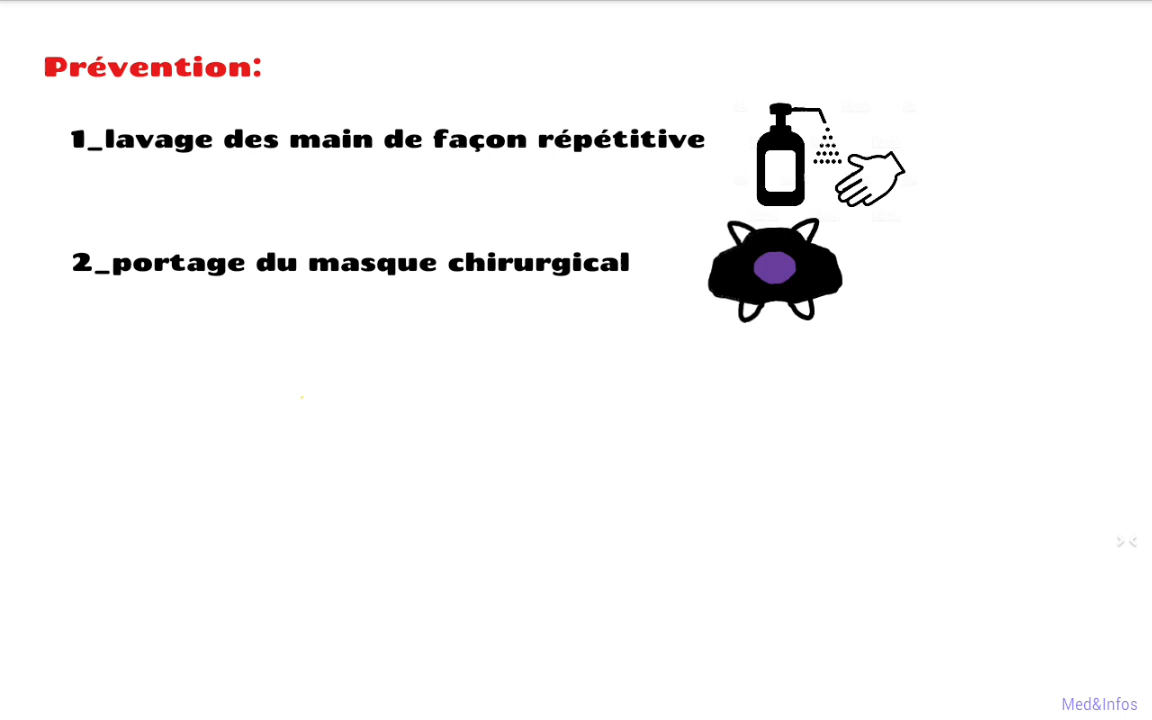 Prévention:
1_lavage des main de façon répétitive
2_portage du masque chirurgical
Med&Infos